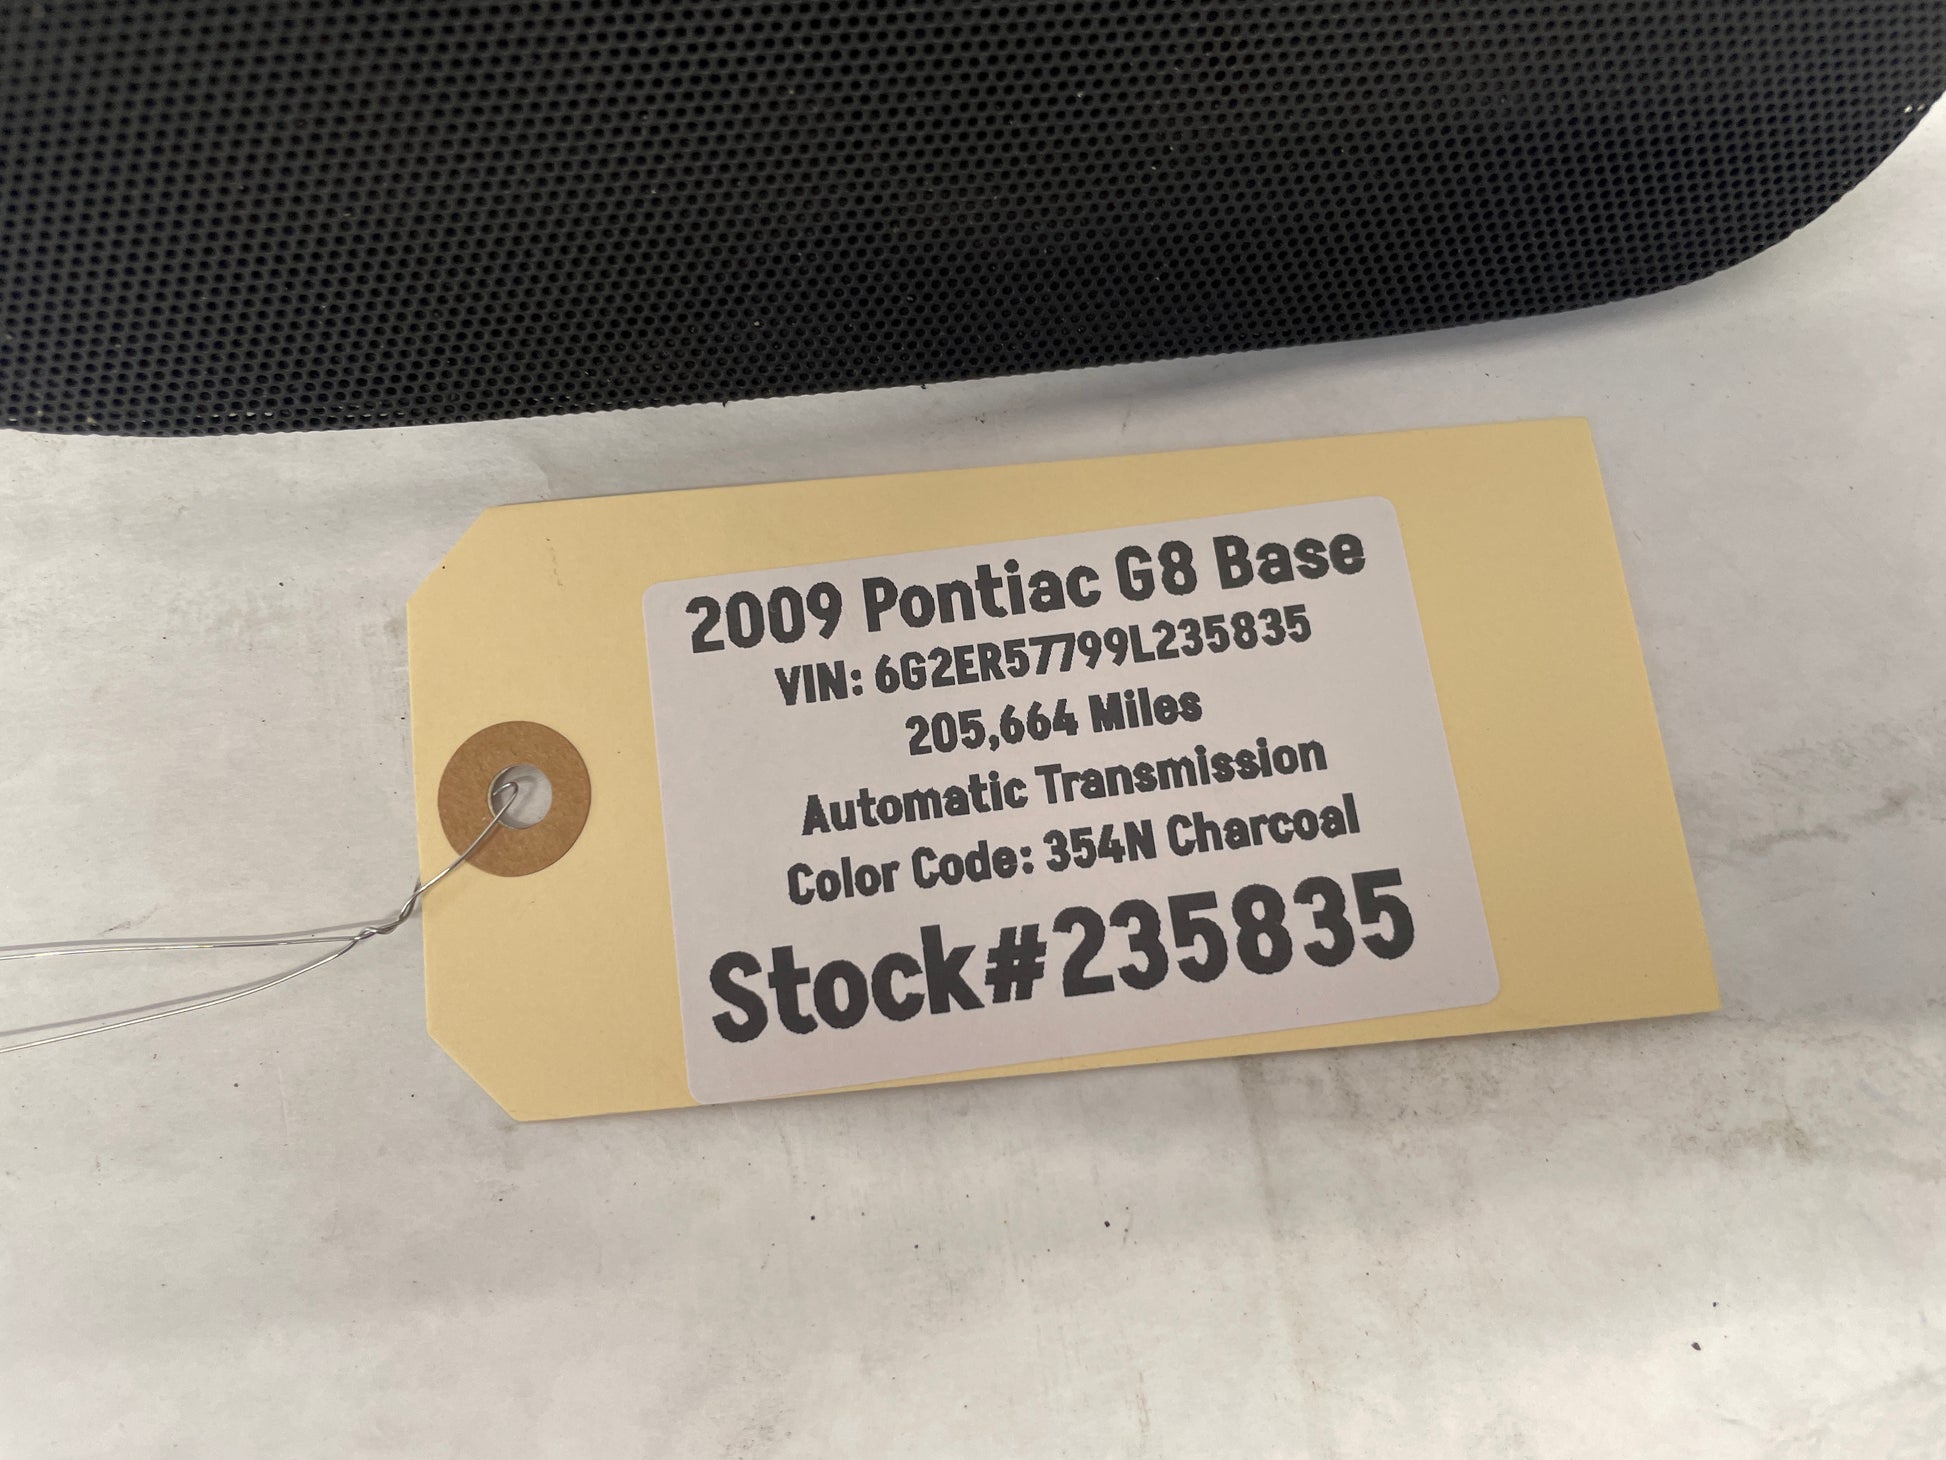 2009 Pontiac G8 Base
VIN: 6G2ER57799L235835
205,664 Miles
Automatic Transmission
Color Code: 354N Charcoal
Stock#235835